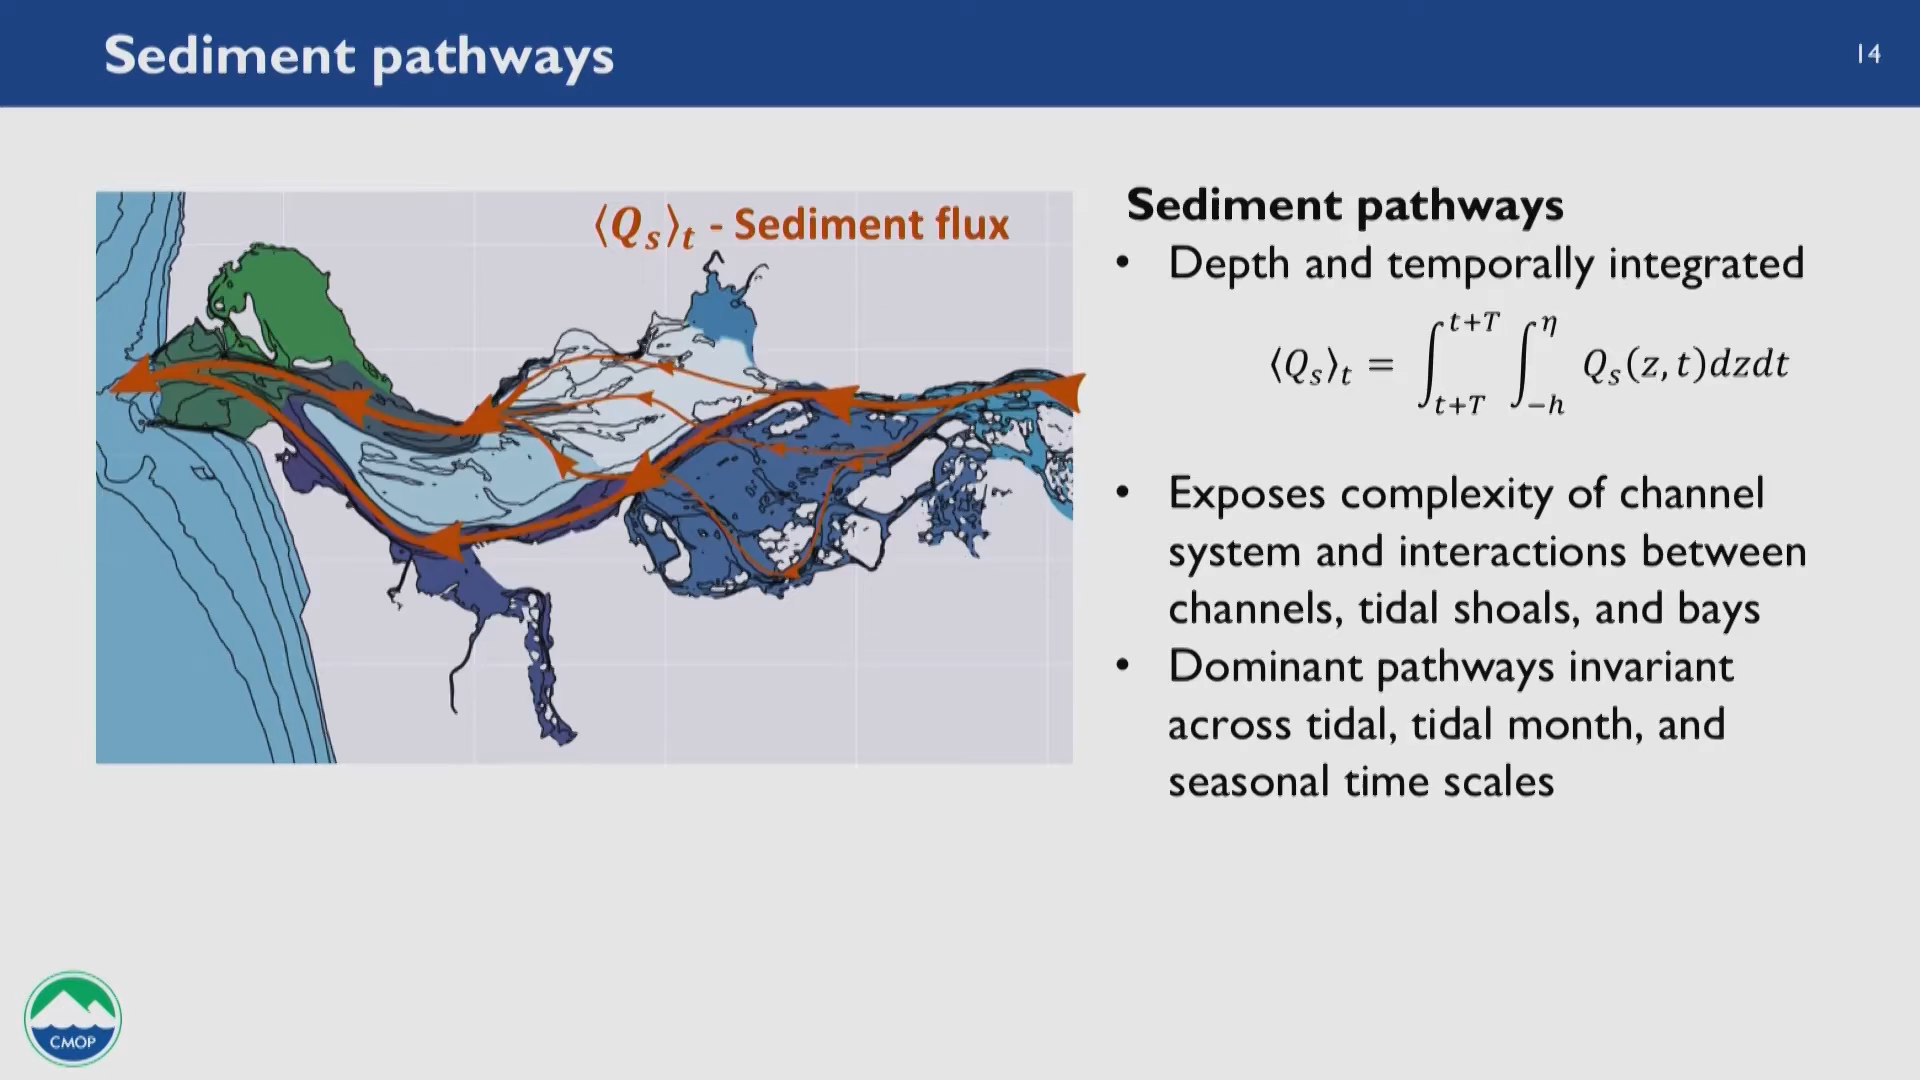 Sediment pathways
14
⟨Qₛ⟩ₜ - Sediment flux
Sediment pathways
• Depth and temporally integrated
⟨Qₛ⟩ₜ = ∫_{t+T}^{t+T} ∫_{−h}^{η} Qₛ(z, t)dzdt
• Exposes complexity of channel
system and interactions between
channels, tidal shoals, and bays
• Dominant pathways invariant
across tidal, tidal month, and
seasonal time scales
CMOP